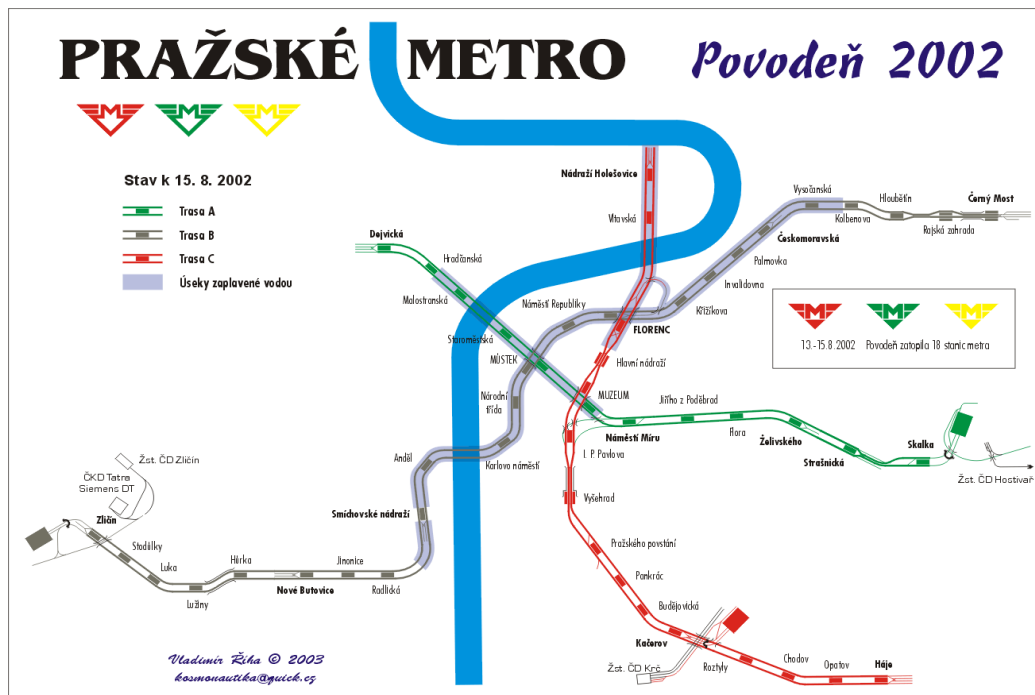 PRAŽSKÉ METRO
Povodeň 2002
Stav k 15. 8. 2002
Trasa A
Trasa B
Trasa C
Úseky zaplavené vodou
Nádraží Holešovice
Vltavská
Vysočanská
Kolbenova
Hloubětín
Rajská zahrada
Černý Most
Českomoravská
Palmovka
Invalidovna
Křižíkova
Dejvická
Hradčanská
Malostranská
Staroměstská
Náměstí Republiky
FLORENC
MŮSTEK
Hlavní nádraží
MUZEUM
Národní
třída
13.-15.8.2002 Povodeň zatopila 18 stanic metra
Jiřího z Poděbrad
Náměstí Míru
Flora
Želivského
Strašnická
Skalka
Žst. ČD Hostivař
I. P. Pavlova
Karlovo náměstí
Anděl
Žst. ČD Zličín
ČKD Tatra
Siemens DT
Zličín
Smíchovské nádraží
Vyšehrad
Stodůlky
Luka
Lužiny
Hůrka
Nové Butovice
Jinonice
Radlická
Pražského povstání
Pankrác
Budějovická
Kačerov
Žst. ČD Krč
Roztyly
Chodov
Opatov
Háje
Vladimír Říha © 2003
kosmonautika@quick.cz